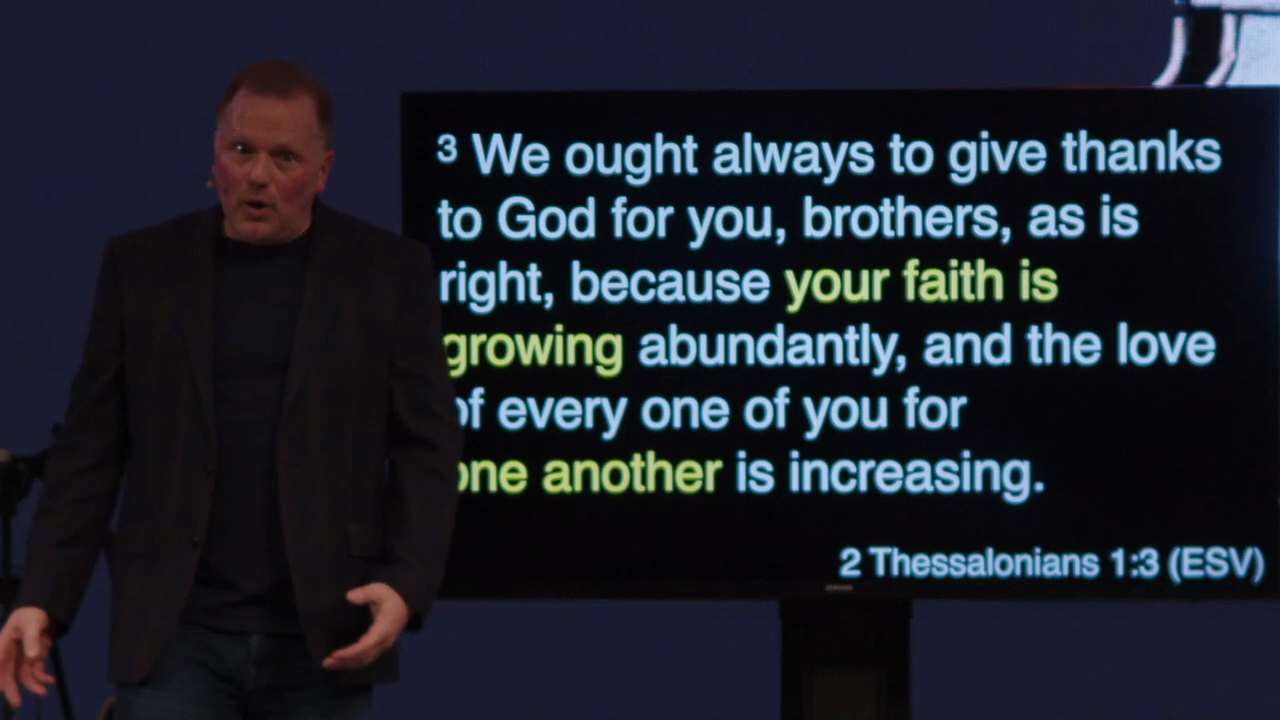 3 We ought always to give thanks
to God for you, brothers, as is
right, because your faith is
growing abundantly, and the love
of every one of you for
one another is increasing.
2 Thessalonians 1:3 (ESV)